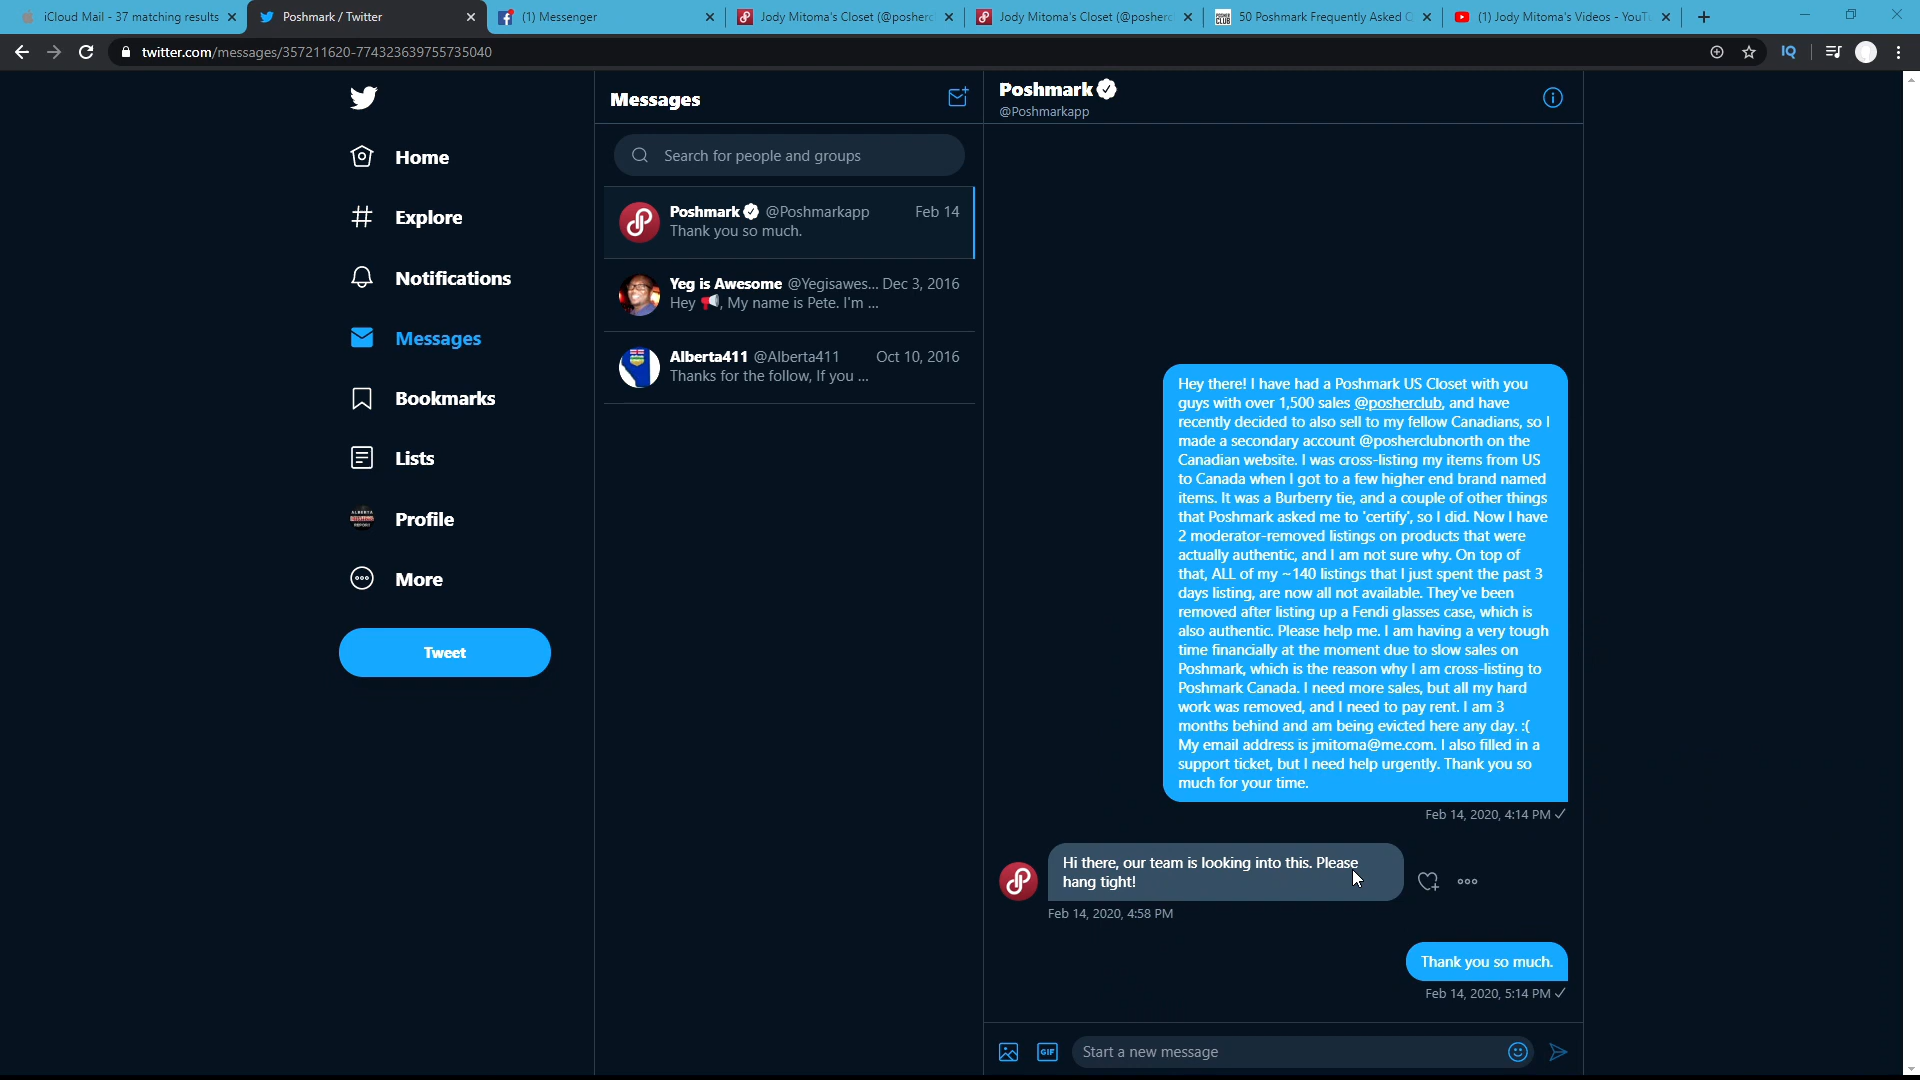 iCloud Mail - 37 matching results
Poshmark / Twitter
(1) Messenger
Jody Mitoma's Closet (@posherc
Jody Mitoma's Closet (@posherc
POSHER CLUB
50 Poshmark Frequently Asked
(1) Jody Mitoma's Videos - YouT
twitter.com/messages/357211620-774323639755735040
IQ
Home
Explore
Notifications
Messages
Bookmarks
Lists
Profile
More
Tweet
Messages
Search for people and groups
Poshmark @Poshmarkapp Feb 14
Thank you so much.
Yeg is Awesome @Yegisawes... Dec 3, 2016
Hey 📢, My name is Pete. I'm ...
Alberta411 @Alberta411 Oct 10, 2016
Thanks for the follow, If you ...
Poshmark
@Poshmarkapp
Hey there! I have had a Poshmark US Closet with you
guys with over 1,500 sales @posherclub, and have
recently decided to also sell to my fellow Canadians, so I
made a secondary account @posherclubnorth on the
Canadian website. I was cross-listing my items from US
to Canada when I got to a few higher end brand named
items. It was a Burberry tie, and a couple of other things
that Poshmark asked me to 'certify', so I did. Now I have
2 moderator-removed listings on products that were
actually authentic, and I am not sure why. On top of
that, ALL of my ~140 listings that I just spent the past 3
days listing, are now all not available. They've been
removed after listing up a Fendi glasses case, which is
also authentic. Please help me. I am having a very tough
time financially at the moment due to slow sales on
Poshmark, which is the reason why I am cross-listing to
Poshmark Canada. I need more sales, but all my hard
work was removed, and I need to pay rent. I am 3
months behind and am being evicted here any day. :(
My email address is jmitoma@me.com. I also filled in a
support ticket, but I need help urgently. Thank you so
much for your time.
Feb 14, 2020, 4:14 PM ✓
Hi there, our team is looking into this. Please
hang tight!
Feb 14, 2020, 4:58 PM
Thank you so much.
Feb 14, 2020, 5:14 PM ✓
GIF
Start a new message